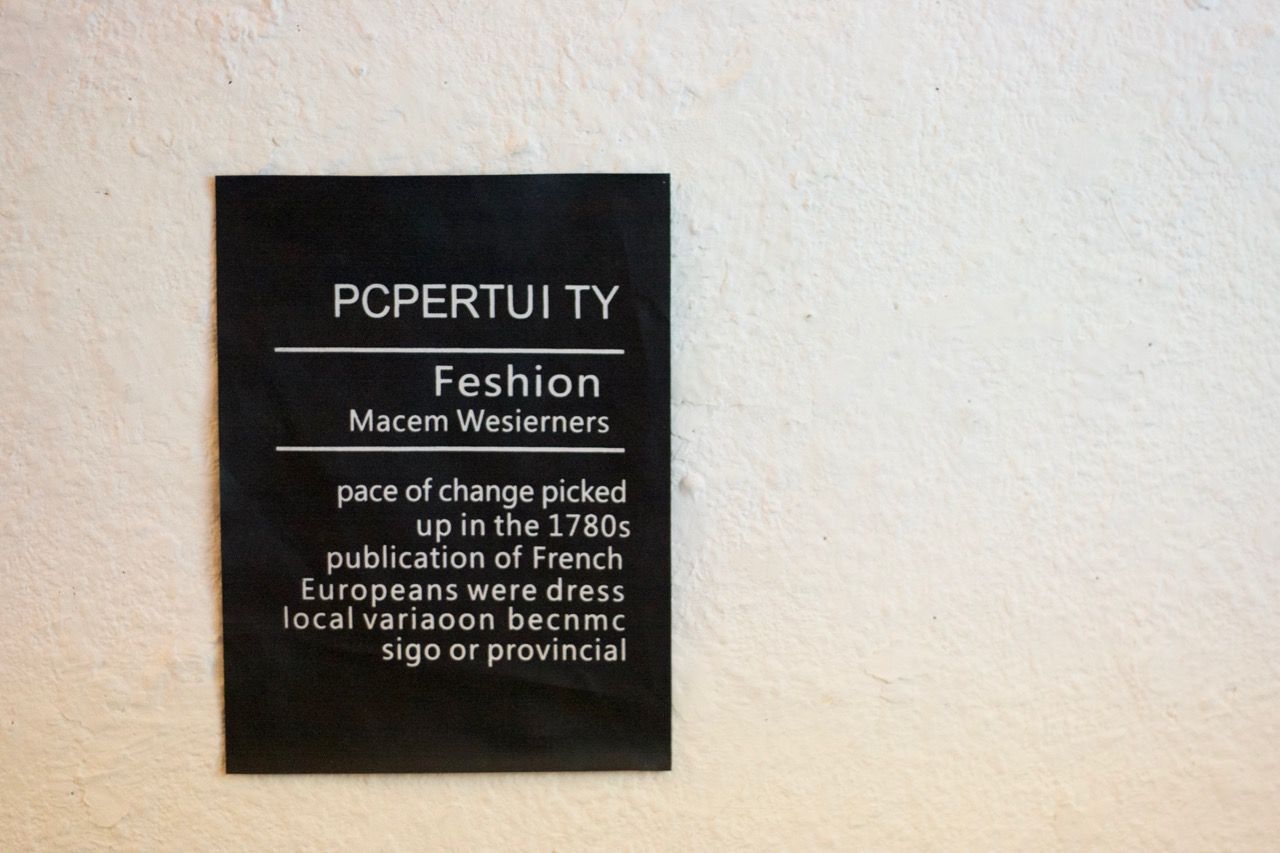 PCPERTUI TY
Feshion
Macem Wesierners
pace of change picked
up in the 1780s
publication of French
Europeans were dress
local variaoon becnmc
sigo or provincial